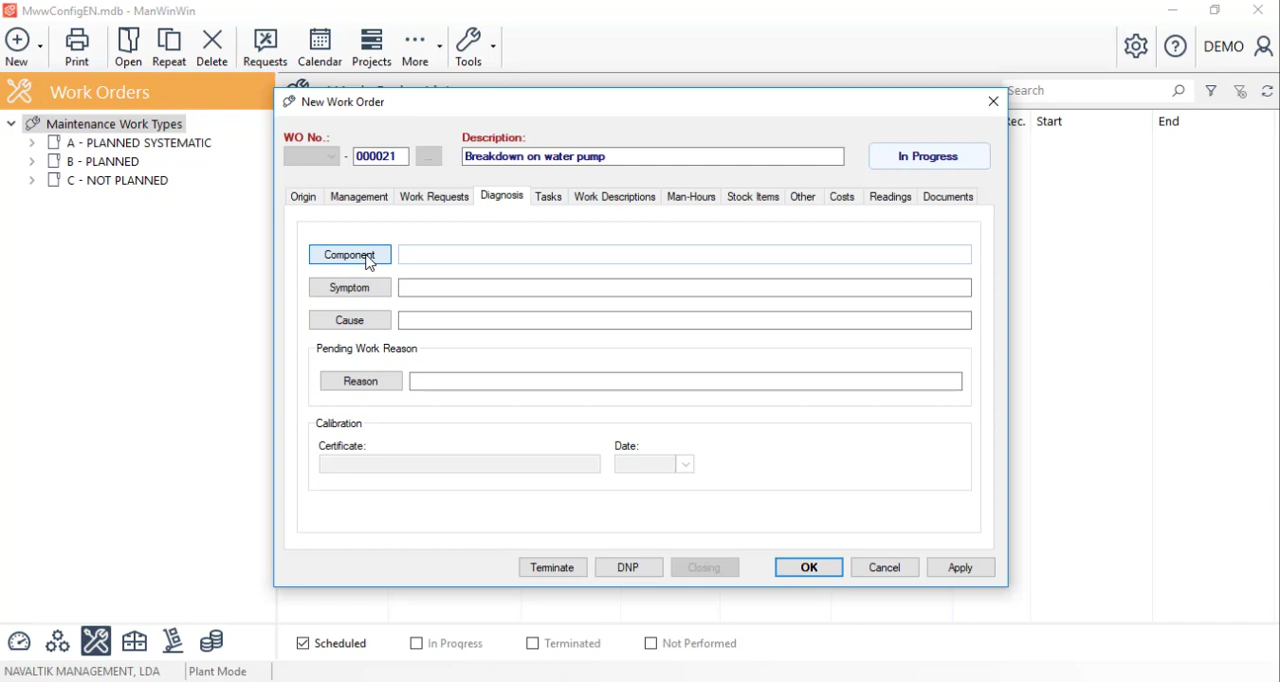 MwwConfigEN.mdb - ManWinWin
New Print Open Repeat Delete Requests Calendar Projects More Tools DEMO
Work Orders
Search
Maintenance Work Types
A - PLANNED SYSTEMATIC
B - PLANNED
C - NOT PLANNED
Start End
New Work Order
WO No.: Description:
- 000021 ... Breakdown on water pump In Progress
Origin Management Work Requests Diagnosis Tasks Work Descriptions Man-Hours Stock Items Other Costs Readings Documents
Component
Symptom
Cause
Pending Work Reason
Reason
Calibration
Certificate: Date:
Terminate DNP Closing OK Cancel Apply
Scheduled In Progress Terminated Not Performed
NAVALTIK MANAGEMENT, LDA Plant Mode